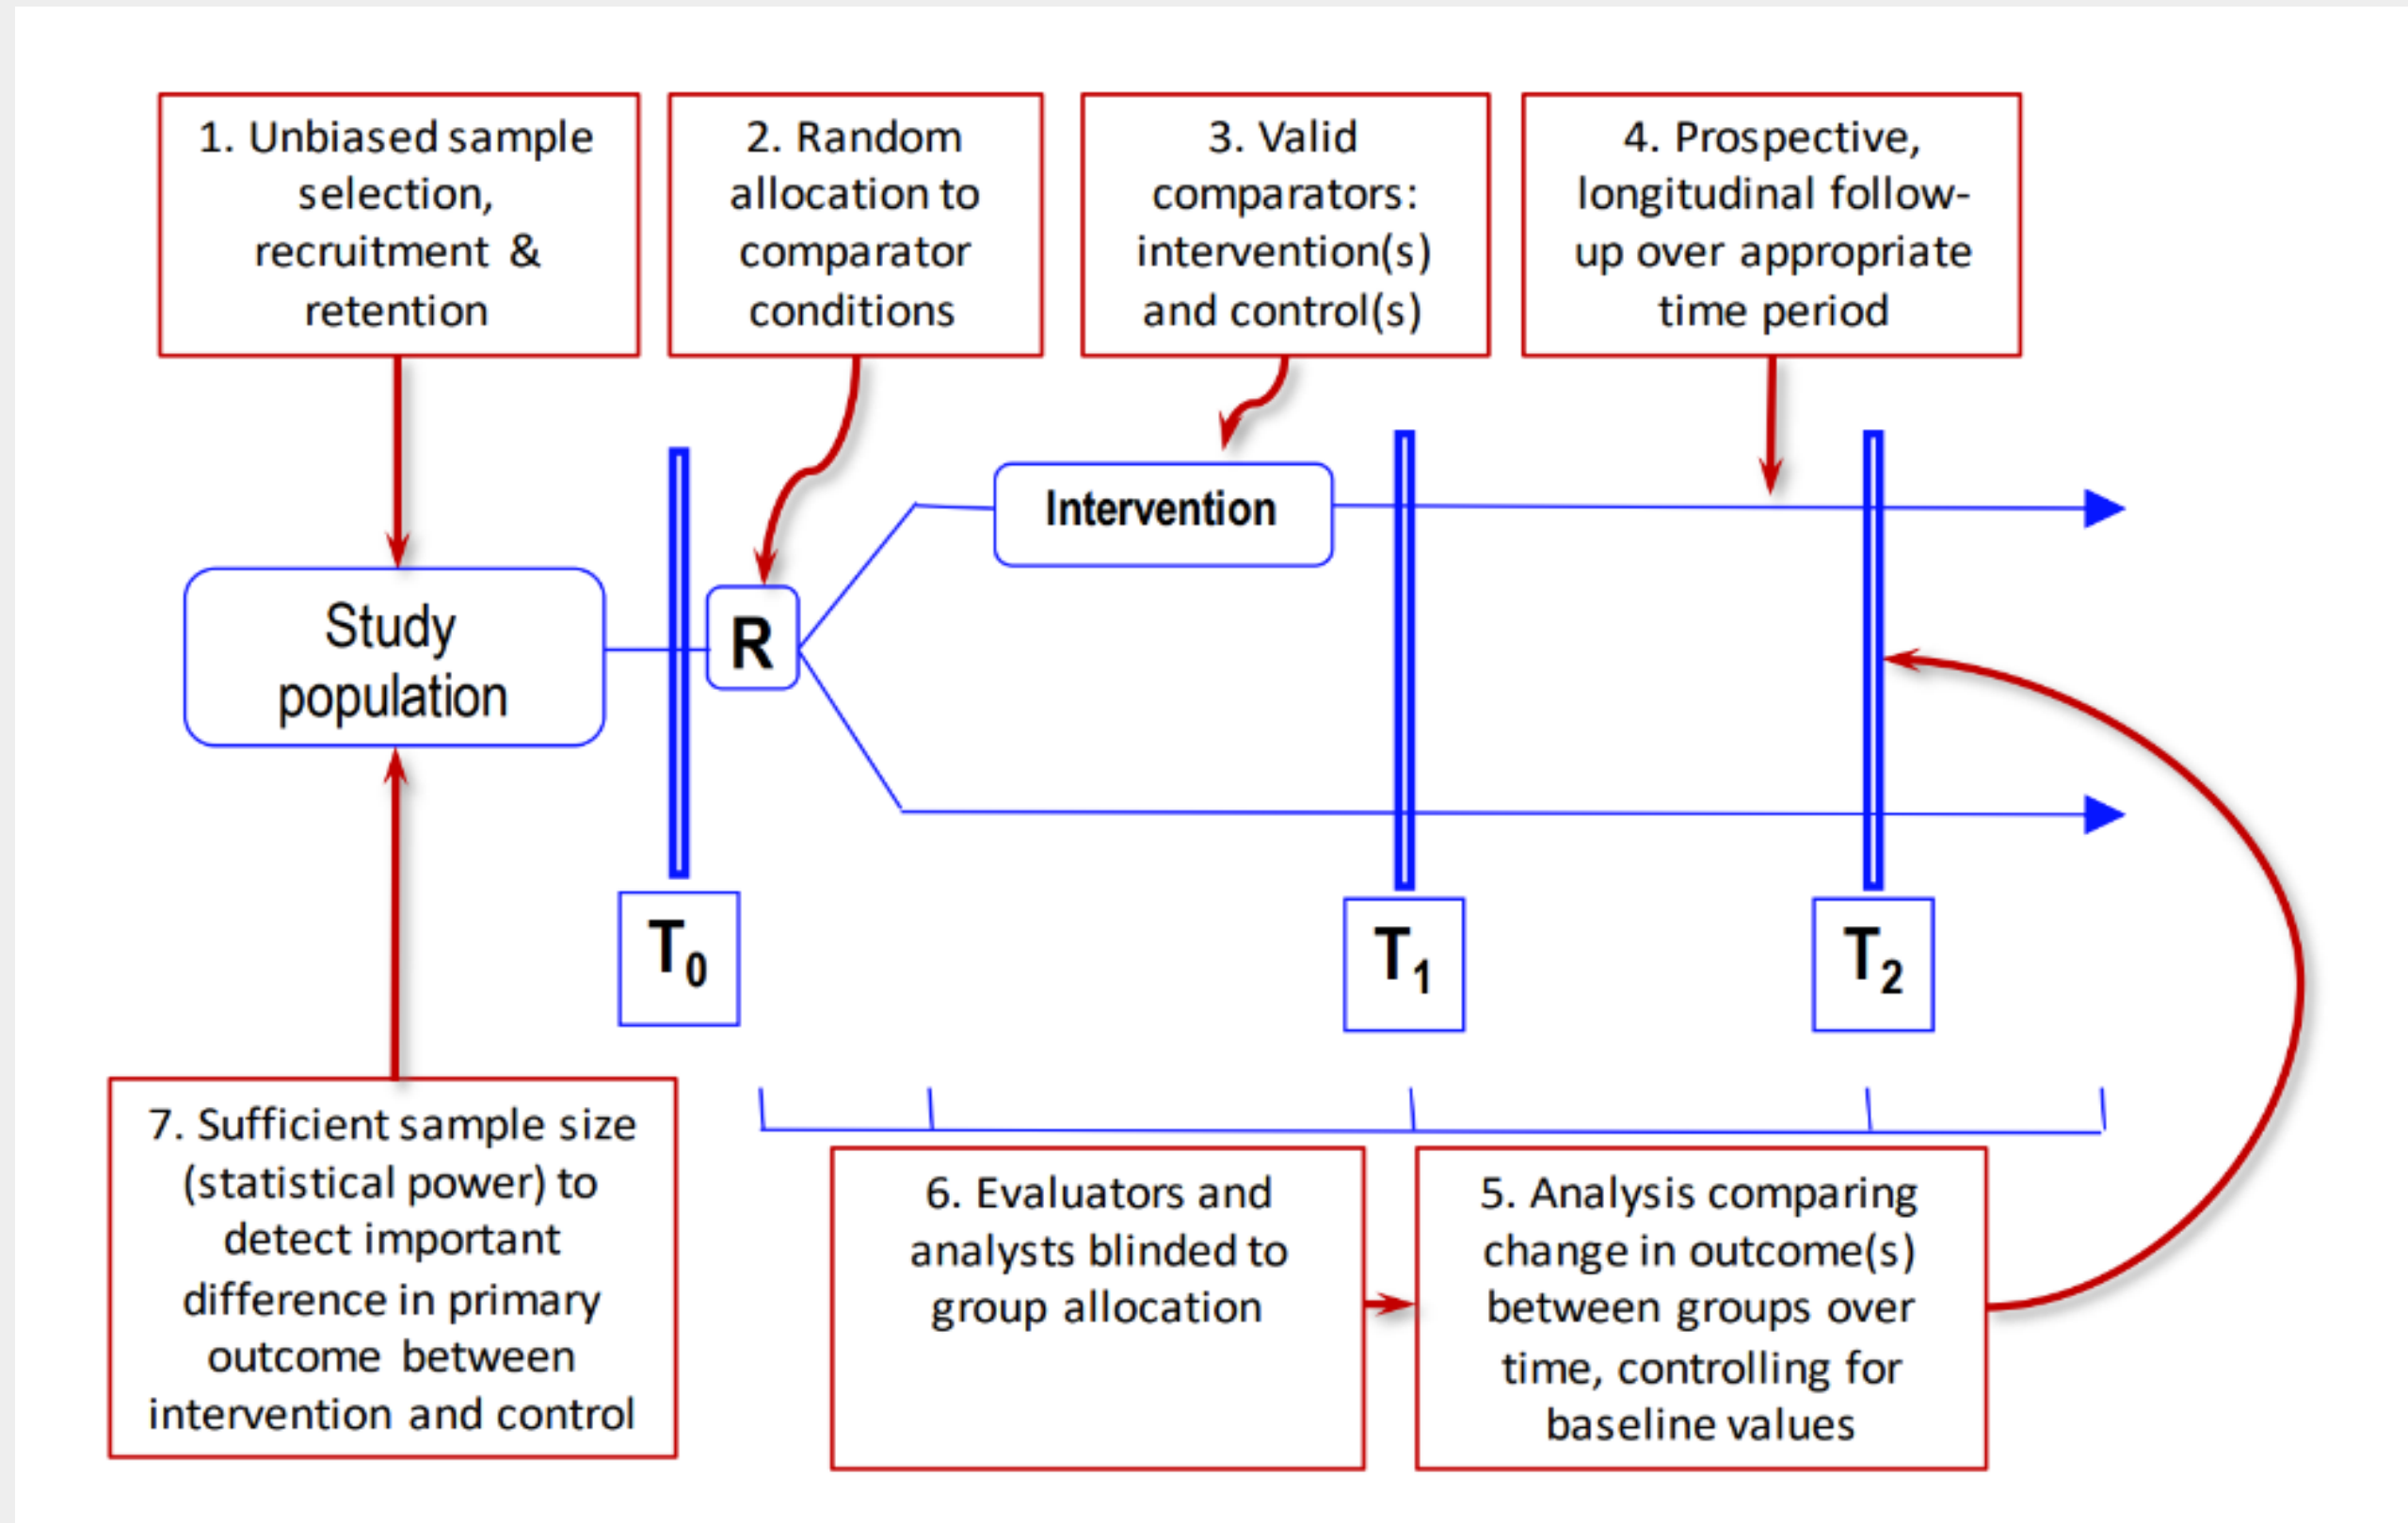 1. Unbiased sample
selection,
recruitment &
retention
2. Random
allocation to
comparator
conditions
3. Valid
comparators:
intervention(s)
and control(s)
4. Prospective,
longitudinal follow-
up over appropriate
time period
Intervention
Study
population
R
T0
T1
T2
7. Sufficient sample size
(statistical power) to
detect important
difference in primary
outcome between
intervention and control
6. Evaluators and
analysts blinded to
group allocation
5. Analysis comparing
change in outcome(s)
between groups over
time, controlling for
baseline values